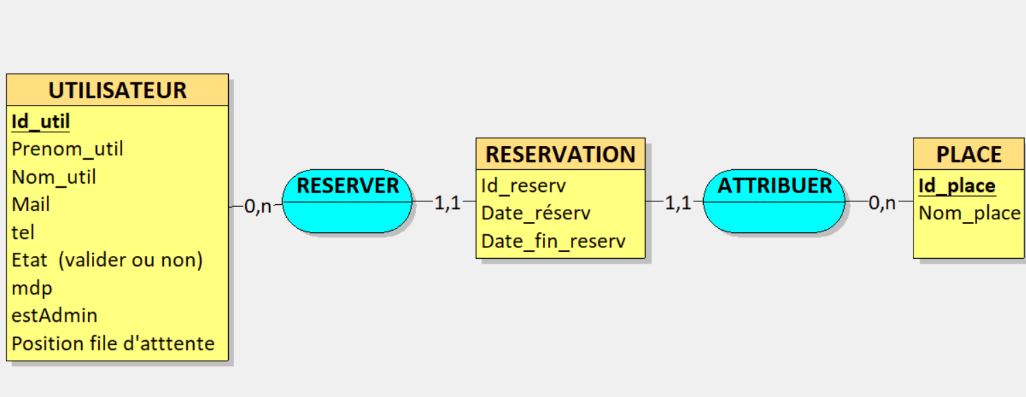 UTILISATEUR
Id_util
Prenom_util
Nom_util
Mail
tel
Etat (valider ou non)
mdp
estAdmin
Position file d'atttente
0,n
RESERVER
1,1
RESERVATION
Id_reserv
Date_réserv
Date_fin_reserv
1,1
ATTRIBUER
0,n
PLACE
Id_place
Nom_place